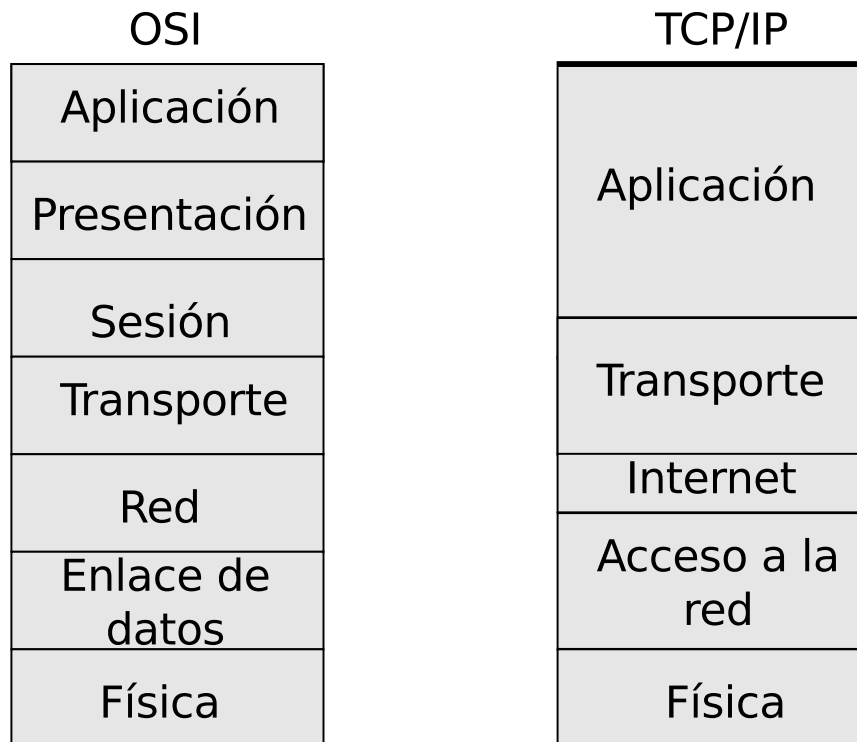 OSI
Aplicación
Presentación
Sesión
Transporte
Red
Enlace de
datos
Física
TCP/IP
Aplicación
Transporte
Internet
Acceso a la
red
Física